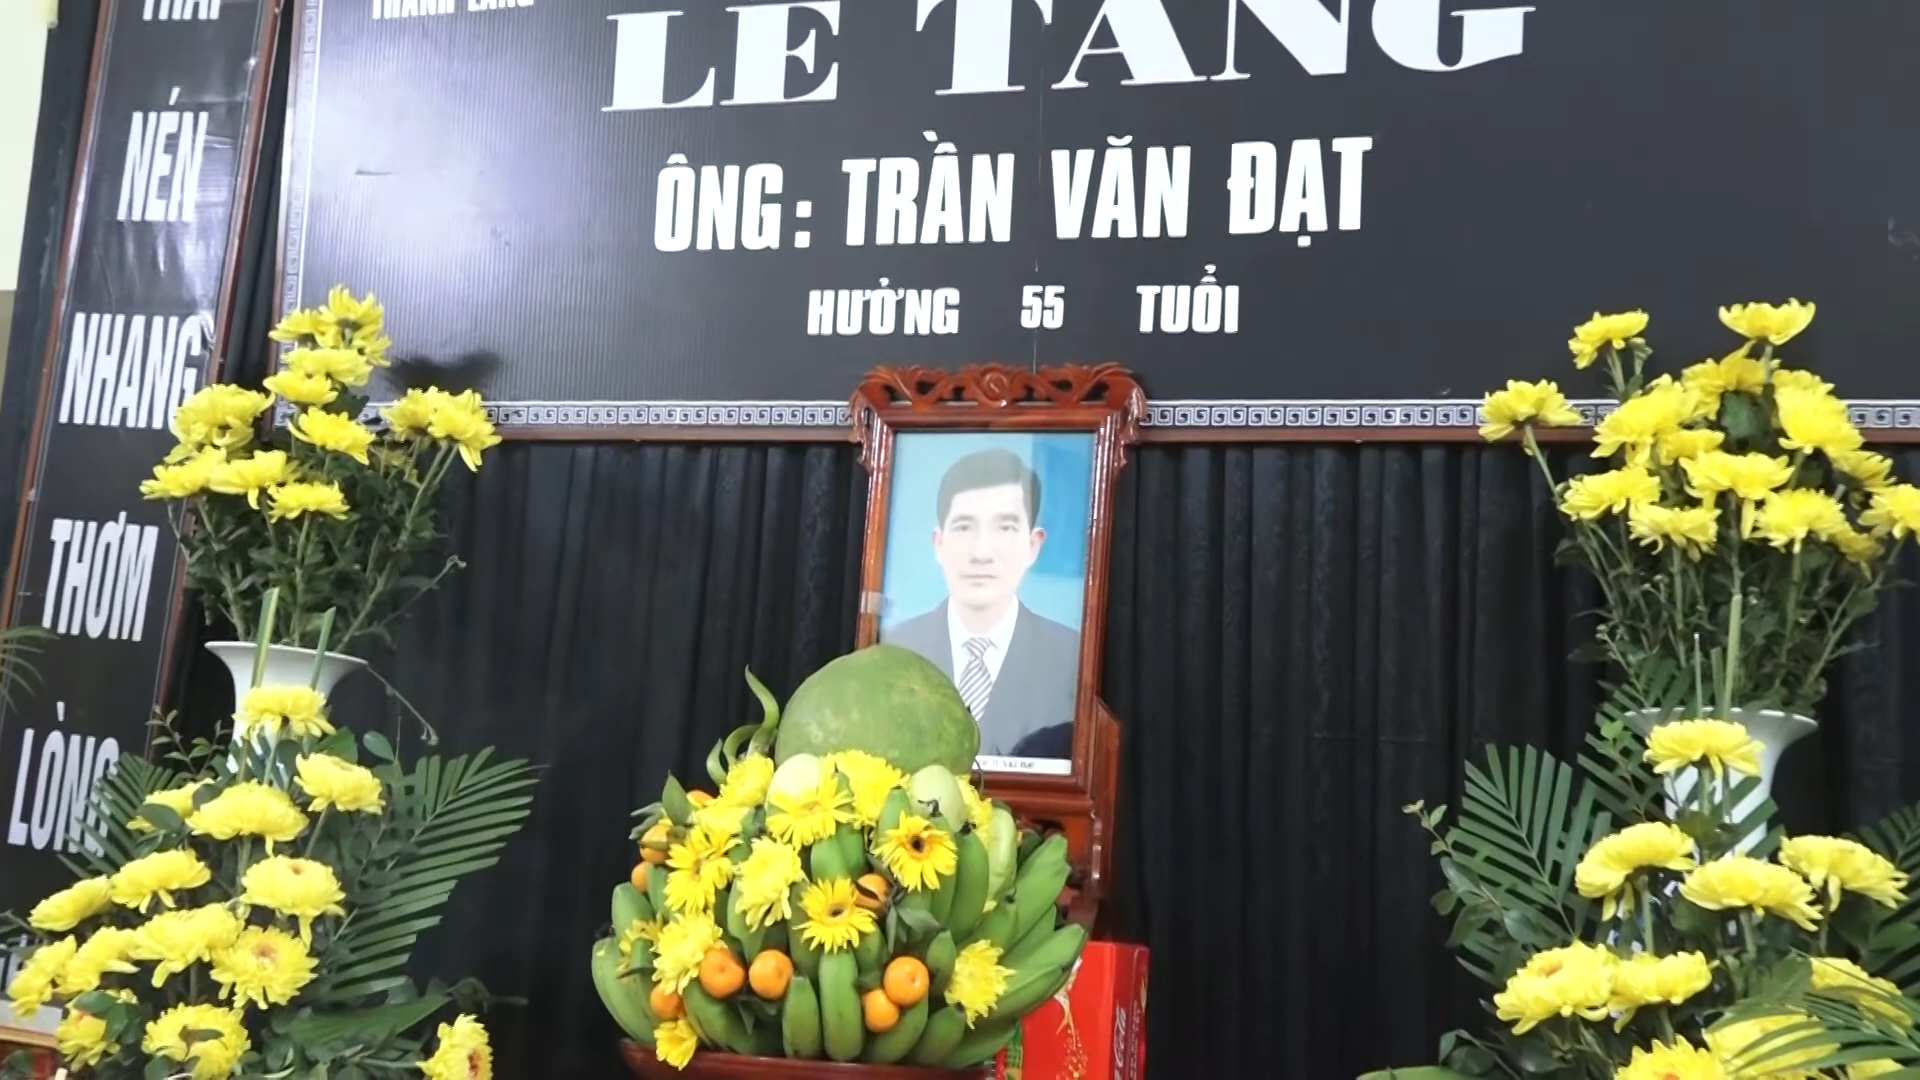 LỄ TANG
ÔNG: TRẦN VĂN ĐẠT
HƯỞNG 55 TUỔI
NÉN
NHANG
THƠM
LÒNG